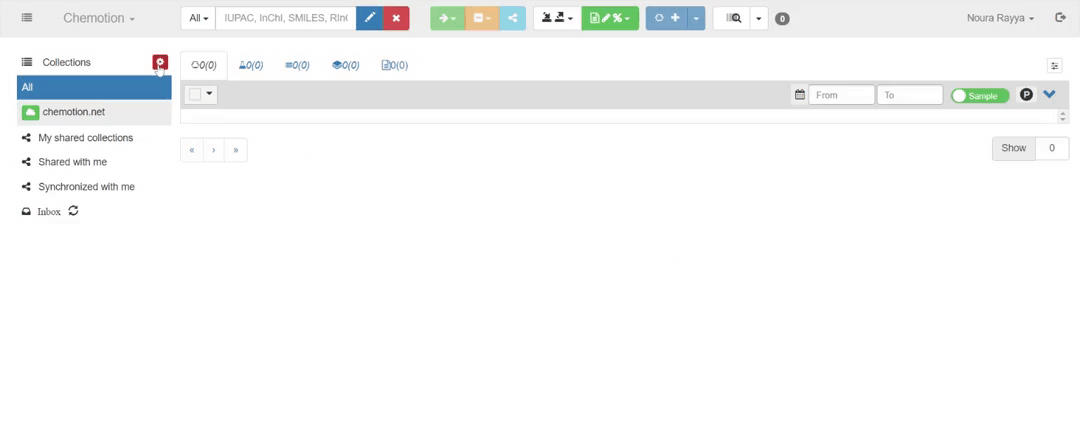 Chemotion
All
IUPAC, InChI, SMILES, RInC
0
Noura Rayya
Collections
0(0)
0(0)
0(0)
0(0)
0(0)
All
From
To
Sample
P
chemotion.net
My shared collections
«
›
»
Show
0
Shared with me
Synchronized with me
Inbox